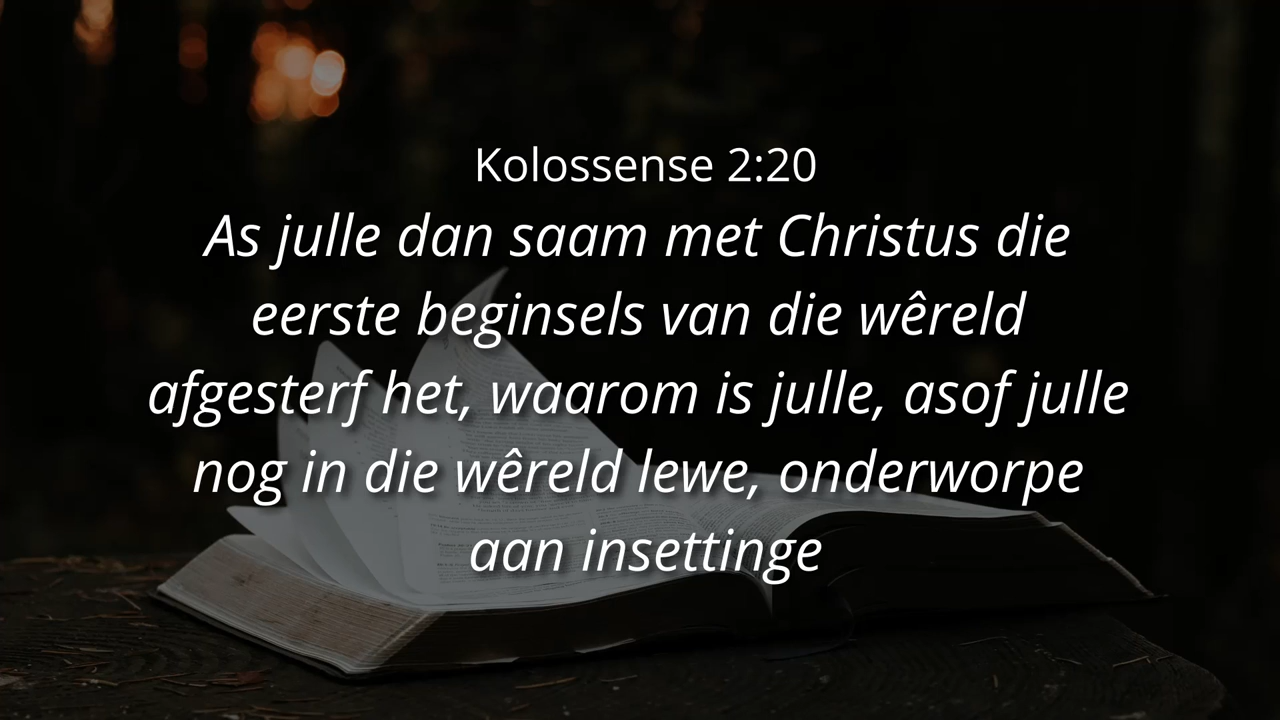 Kolossense 2:20
As julle dan saam met Christus die
eerste beginsels van die wêreld
afgesterf het, waarom is julle, asof julle
nog in die wêreld lewe, onderworpe
aan insettinge